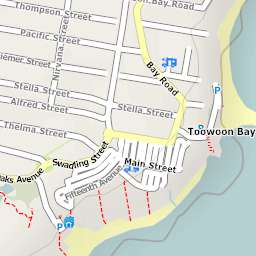 Thompson Street
Bay Road
Pacific Street
Nirvana Street
Bay Road
Stella Street
Stella Street
Alfred Street
Thelma Street
Toowoon Bay
Swadling Street
Main Street
Oaks Avenue
Fifteenth Avenue
P
P
P